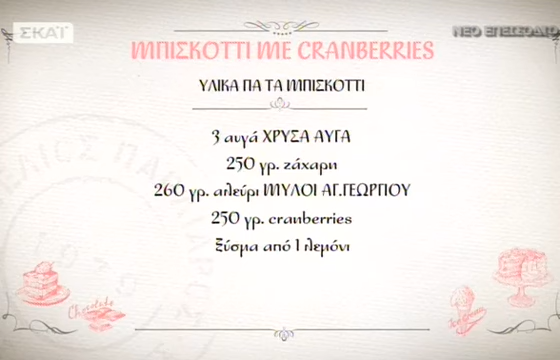 ΣΚΑΪ
ΝΕΟ ΕΠΕΙΣΟΔΙΟ
ΜΠΙΣΚΟΤΤΙ ΜΕ CRANBERRIES
ΥΛΙΚΑ ΓΙΑ ΤΑ ΜΠΙΣΚΟΤΤΙ
3 αυγά ΧΡΥΣΑ ΑΥΓΑ
250 γρ. ζάχαρη
260 γρ. αλεύρι ΜΥΛΟΙ ΑΓ.ΓΕΩΡΓΙΟΥ
250 γρ. cranberries
Ξύσμα από 1 λεμόνι
Chocolate